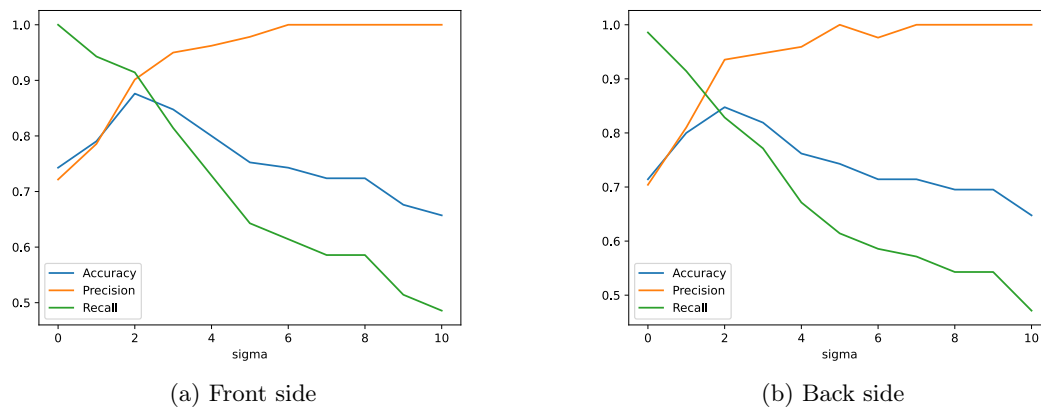 1.0
0.9
0.8
0.7
0.6
0.5
Accuracy
Precision
Recall
0 2 4 6 8 10
sigma
(a) Front side
1.0
0.9
0.8
0.7
0.6
0.5
Accuracy
Precision
Recall
0 2 4 6 8 10
sigma
(b) Back side